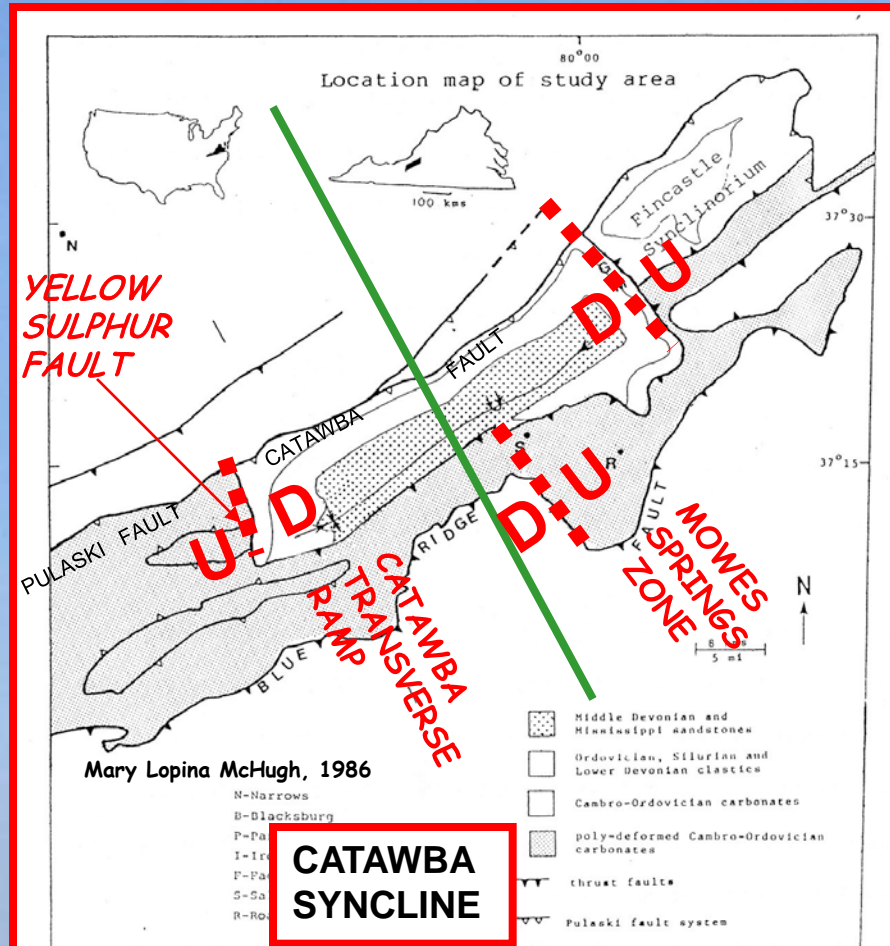 80°00
Location map of study area
100 kms
Fincastle
Synclinorium
37°30
N
YELLOW
SULPHUR
FAULT
D U
CATAWBA FAULT
37°15
S
R
U D
D U
PULASKI FAULT
BLUE RIDGE FAULT
CATAWBA
TRANSVERSE
RAMP
MOWES
SPRINGS
ZONE
N
5 mi
Mary Lopina McHugh, 1986
N-Narrows
B-Blacksburg
CATAWBA
SYNCLINE
Middle Devonian and
Mississippi sandstones
Ordovician, Silurian and
Lower Devonian clastics
Cambro-Ordovician carbonates
poly-deformed Cambro-Ordovician
carbonates
thrust faults
Pulaski fault system